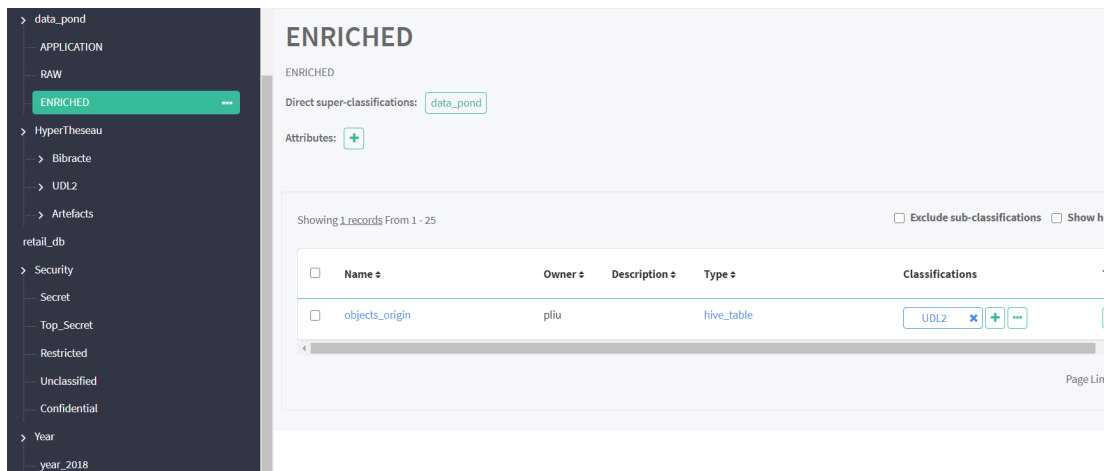 data_pond
APPLICATION
RAW
ENRICHED
HyperTheseau
Bibracte
UDL2
Artefacts
retail_db
Security
Secret
Top_Secret
Restricted
Unclassified
Confidential
Year
year_2018
ENRICHED
ENRICHED
Direct super-classifications: data_pond
Attributes:
Showing 1 records From 1 - 25
Exclude sub-classifications Show h
Name Owner Description Type Classifications
objects_origin pliu hive_table UDL2
Page Lin